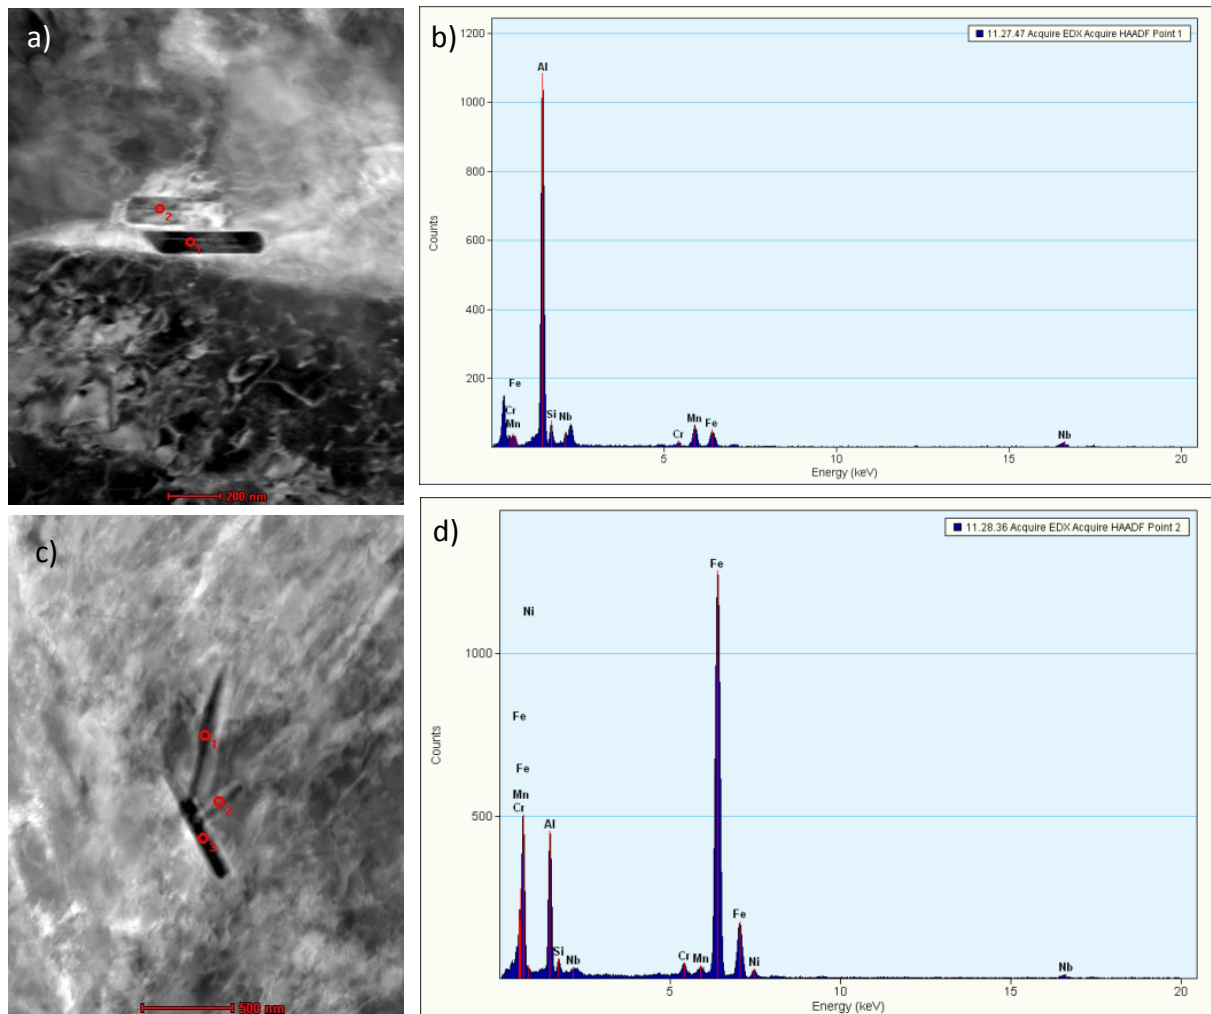 a)
2
1
200 nm
b)
11.27.47 Acquire EDX Acquire HAADF Point 1
1200
1000
800
600
400
200
Counts
Al
Fe
Cr
Mn
Si
Nb
Cr
Mn
Fe
Nb
5
10
15
20
Energy (keV)
c)
1
2
3
500 nm
d)
11.28.36 Acquire EDX Acquire HAADF Point 2
1000
500
Counts
Fe
Ni
Fe
Fe
Mn
Cr
Al
Si
Nb
Cr
Mn
Fe
Ni
Nb
5
10
15
20
Energy (keV)